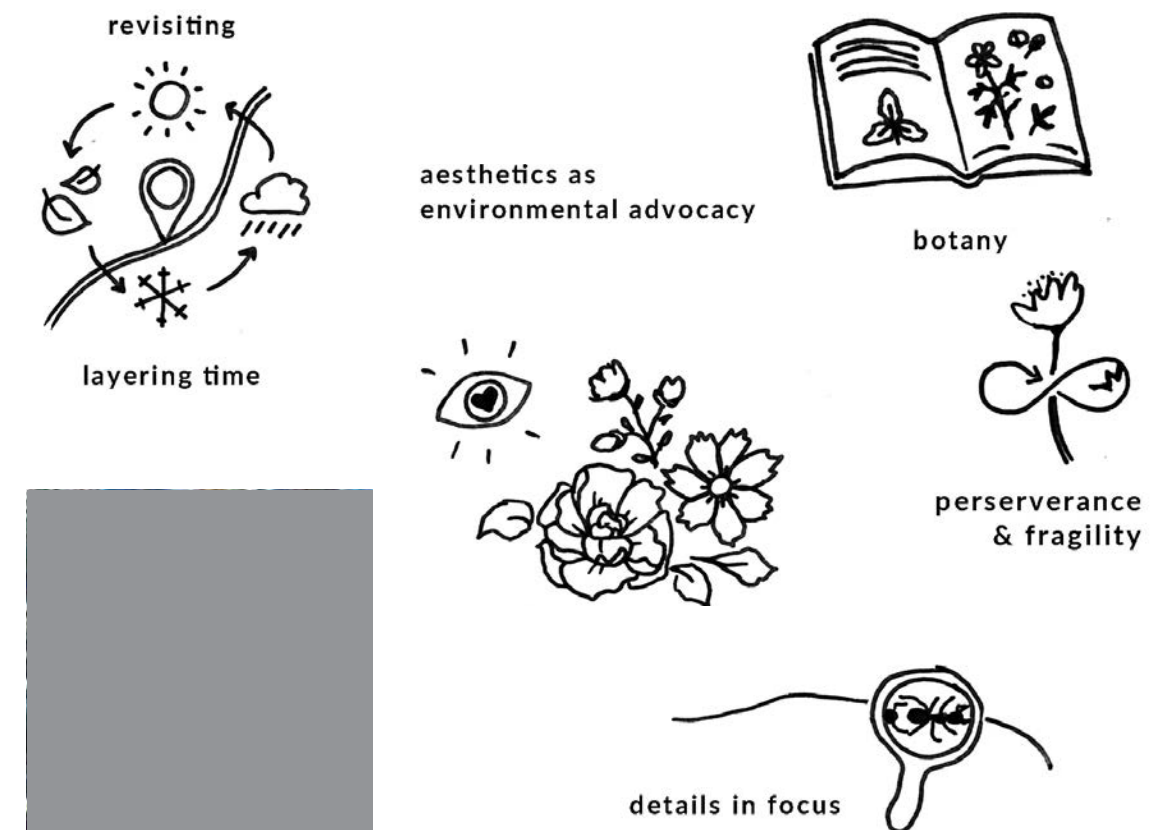 revisiting
layering time
aesthetics as
environmental advocacy
botany
perserverance
& fragility
details in focus